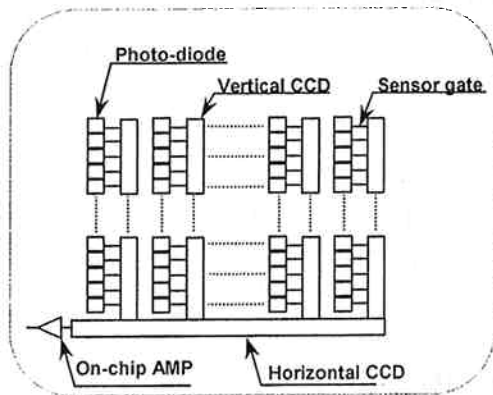 Photo-diode
Vertical CCD
Sensor gate
On-chip AMP
Horizontal CCD